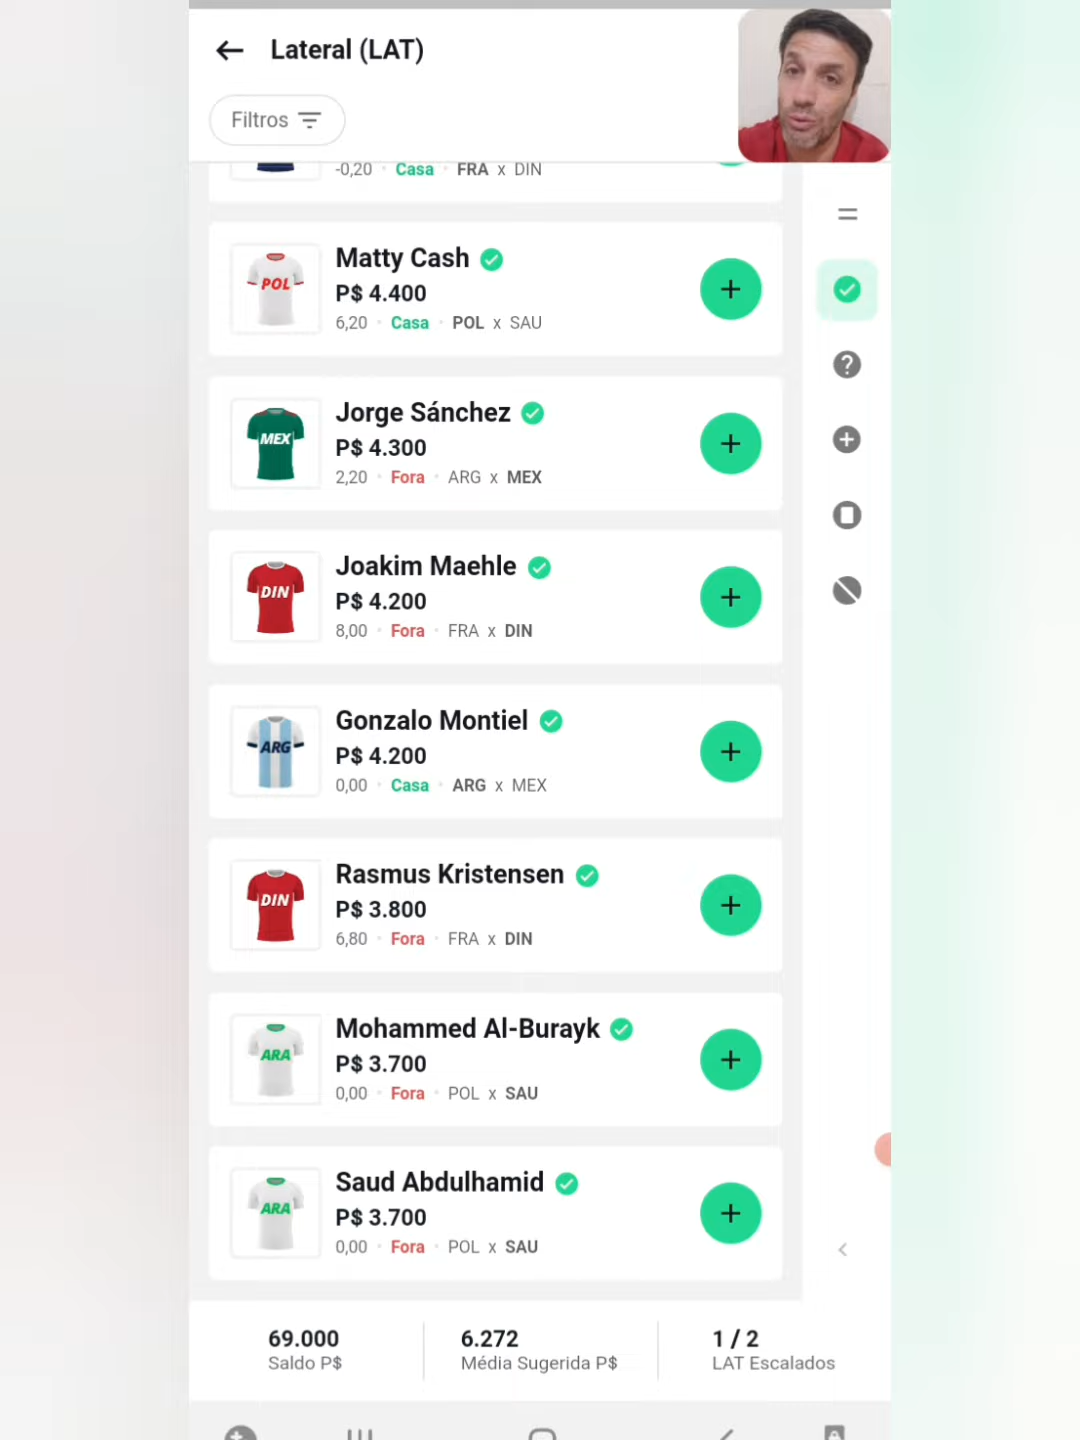 Lateral (LAT)
Filtros
-0,20 · Casa · FRA x DIN
Matty Cash
POL
P$ 4.400
6,20 · Casa · POL x SAU
Jorge Sánchez
MEX
P$ 4.300
2,20 · Fora · ARG x MEX
Joakim Maehle
DIN
P$ 4.200
8,00 · Fora · FRA x DIN
Gonzalo Montiel
ARG
P$ 4.200
0,00 · Casa · ARG x MEX
Rasmus Kristensen
DIN
P$ 3.800
6,80 · Fora · FRA x DIN
Mohammed Al-Burayk
ARA
P$ 3.700
0,00 · Fora · POL x SAU
Saud Abdulhamid
ARA
P$ 3.700
0,00 · Fora · POL x SAU
69.000 6.272 1 / 2
Saldo P$ Média Sugerida P$ LAT Escalados